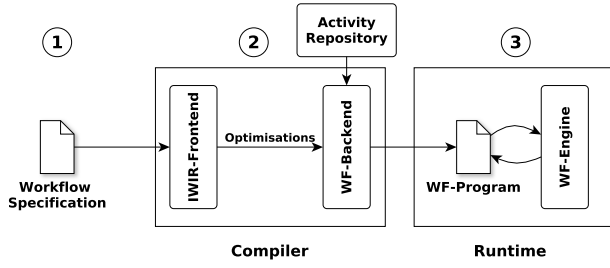 1
2
3
Activity
Repository
IWIR-Frontend
Optimisations
WF-Backend
Workflow
Specification
WF-Program
WF-Engine
Compiler
Runtime